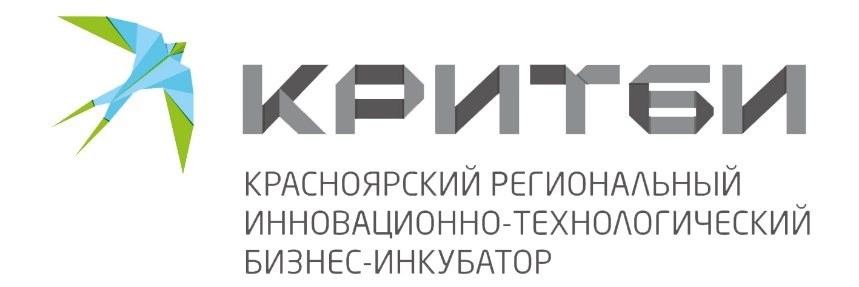 КРИТБИ
КРАСНОЯРСКИЙ РЕГИОНАЛЬНЫЙ
ИННОВАЦИОННО-ТЕХНОЛОГИЧЕСКИЙ
БИЗНЕС-ИНКУБАТОР